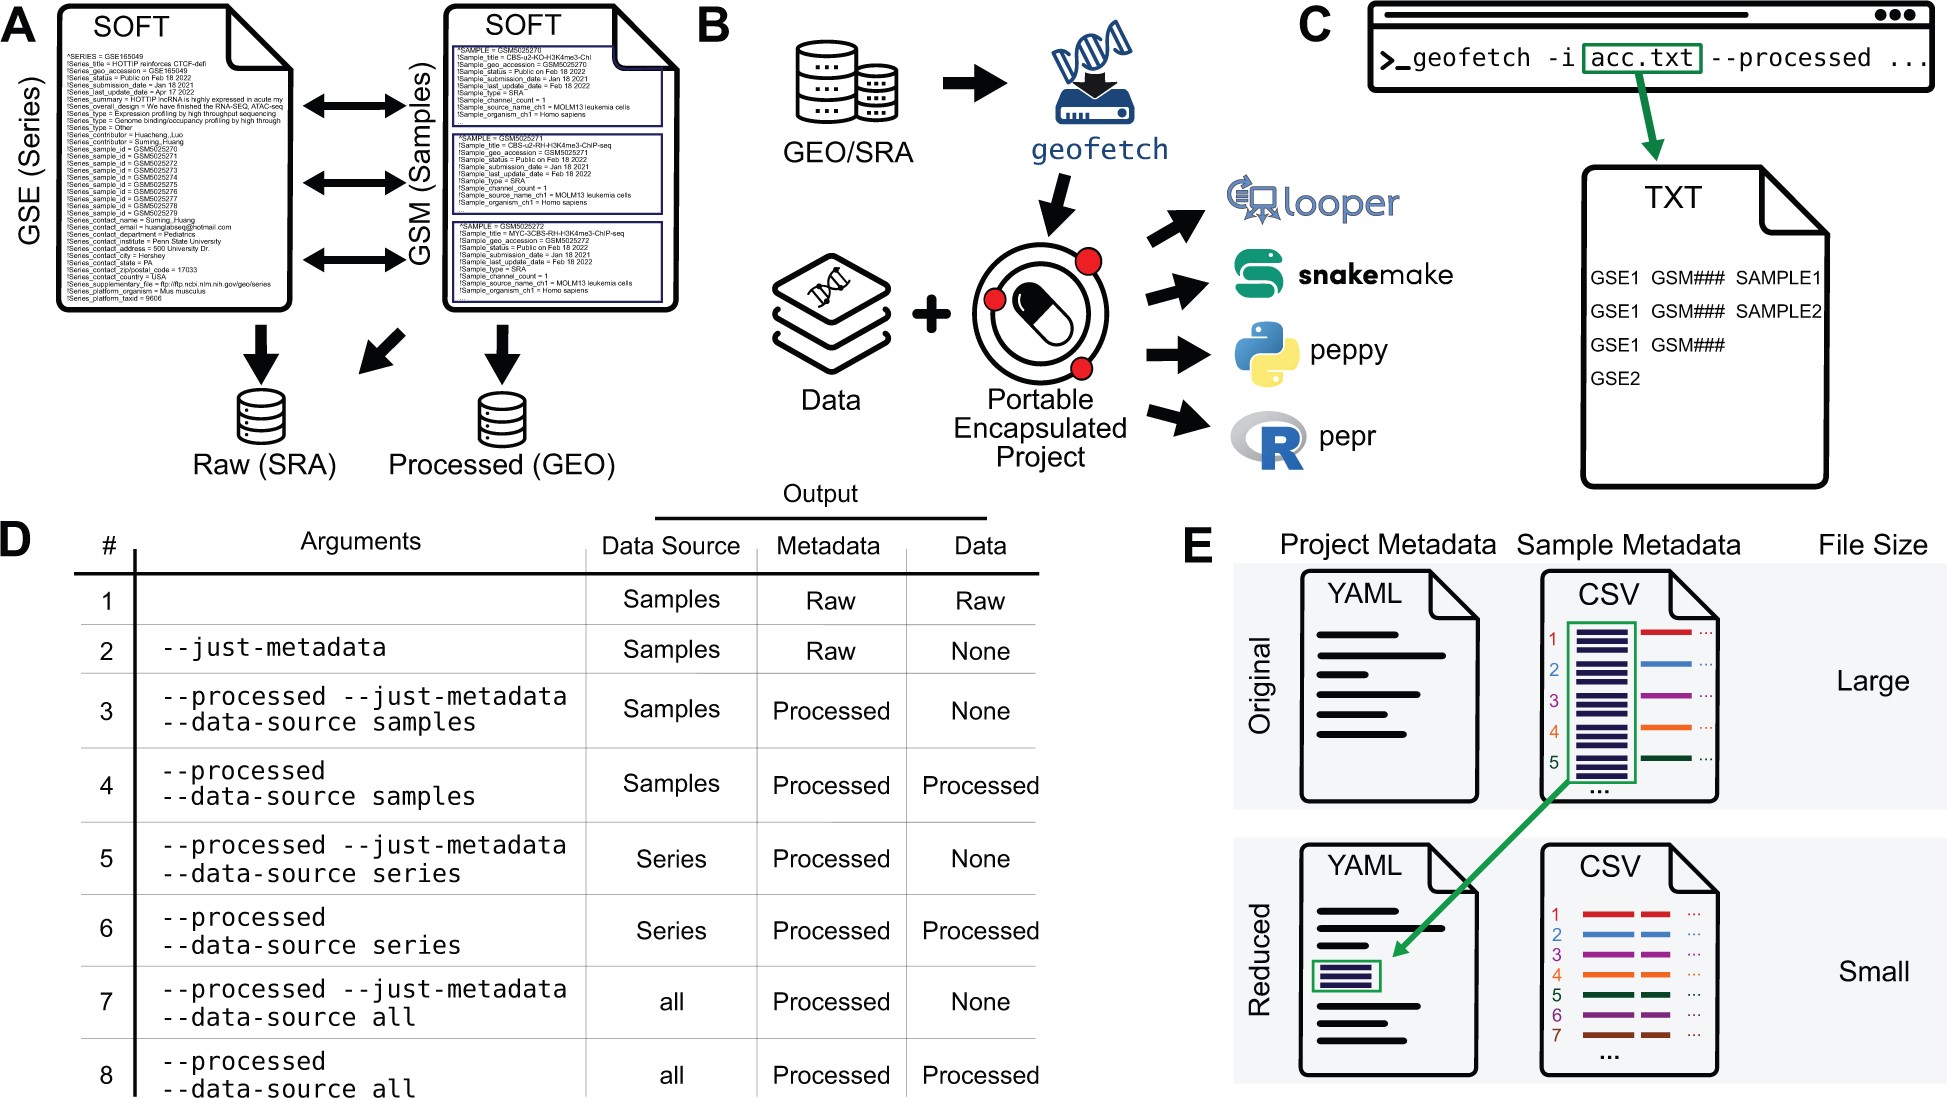 A
SOFT
GSE (Series)
^SERIES = GSE165049
!Series_title = HOTTIP reinforces CTCF-defi
!Series_geo_accession = GSE165049
!Series_status = Public on Feb 18 2022
!Series_submission_date = Jan 18 2021
!Series_last_update_date = Apr 17 2022
!Series_summary = HOTTIP lncRNA is highly expressed in acute my
!Series_overall_design = We have finished the RNA-SEQ, ATAC-seq
!Series_type = Expression profiling by high throughput sequencing
!Series_type = Genome binding/occupancy profiling by high through
!Series_type = Other
!Series_contributor = Huacheng,,Luo
!Series_contributor = Suming,,Huang
!Series_sample_id = GSM5025270
!Series_sample_id = GSM5025271
!Series_sample_id = GSM5025272
!Series_sample_id = GSM5025273
!Series_sample_id = GSM5025274
!Series_sample_id = GSM5025275
!Series_sample_id = GSM5025276
!Series_sample_id = GSM5025277
!Series_sample_id = GSM5025278
!Series_sample_id = GSM5025279
!Series_contact_name = Suming,,Huang
!Series_contact_email = huanglabseq@hotmail.com
!Series_contact_department = Pediatrics
!Series_contact_institute = Penn State University
!Series_contact_address = 500 University Dr.
!Series_contact_city = Hershey
!Series_contact_state = PA
!Series_contact_zip/postal_code = 17033
!Series_contact_country = USA
!Series_supplementary_file = ftp://ftp.ncbi.nlm.nih.gov/geo/series
!Series_platform_organism = Mus musculus
!Series_platform_taxid = 9606
SOFT
GSM (Samples)
^SAMPLE = GSM5025270
!Sample_title = CBS-u2-KO-H3K4me3-ChI
!Sample_geo_accession = GSM5025270
!Sample_status = Public on Feb 18 2022
!Sample_submission_date = Jan 18 2021
!Sample_last_update_date = Feb 18 2022
!Sample_type = SRA
!Sample_channel_count = 1
!Sample_source_name_ch1 = MOLM13 leukemia cells
!Sample_organism_ch1 = Homo sapiens
...
^SAMPLE = GSM5025271
!Sample_title = CBS-u2-RH-H3K4me3-ChIP-seq
!Sample_geo_accession = GSM5025271
!Sample_status = Public on Feb 18 2022
!Sample_submission_date = Jan 18 2021
!Sample_last_update_date = Feb 18 2022
!Sample_type = SRA
!Sample_channel_count = 1
!Sample_source_name_ch1 = MOLM13 leukemia cells
!Sample_organism_ch1 = Homo sapiens
...
^SAMPLE = GSM5025272
!Sample_title = MYC-3CBS-RH-H3K4me3-ChIP-seq
!Sample_geo_accession = GSM5025272
!Sample_status = Public on Feb 18 2022
!Sample_submission_date = Jan 18 2021
!Sample_last_update_date = Feb 18 2022
!Sample_type = SRA
!Sample_channel_count = 1
!Sample_source_name_ch1 = MOLM13 leukemia cells
!Sample_organism_ch1 = Homo sapiens
...
Raw (SRA)
Processed (GEO)
B
GEO/SRA
geofetch
Data
+
Portable
Encapsulated
Project
looper
snakemake
peppy
R pepr
C
>_geofetch -i acc.txt --processed ...
TXT
GSE1 GSM### SAMPLE1
GSE1 GSM### SAMPLE2
GSE1 GSM###
GSE2
D
Output
# Arguments Data Source Metadata Data
1 Samples Raw Raw
2 --just-metadata Samples Raw None
3 --processed --just-metadata
--data-source samples Samples Processed None
4 --processed
--data-source samples Samples Processed Processed
5 --processed --just-metadata
--data-source series Series Processed None
6 --processed
--data-source series Series Processed Processed
7 --processed --just-metadata
--data-source all all Processed None
8 --processed
--data-source all all Processed Processed
E
Project Metadata Sample Metadata File Size
Original
YAML
CSV
1 ...
2 ...
3 ...
4 ...
5 ...
...
Large
Reduced
YAML
CSV
1 ...
2 ...
3 ...
4 ...
5 ...
6 ...
7 ...
...
Small